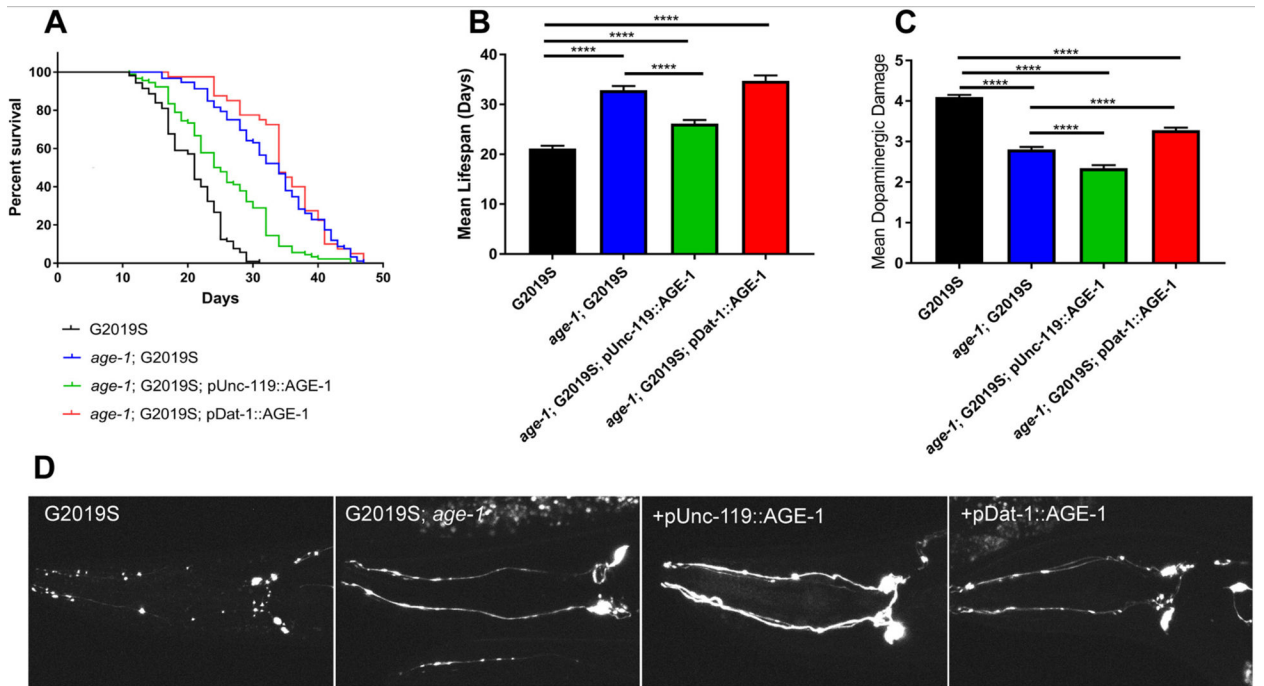 A
Percent survival
100
80
60
40
20
0
0 10 20 30 40 50
Days
G2019S
age-1; G2019S
age-1; G2019S; pUnc-119::AGE-1
age-1; G2019S; pDat-1::AGE-1
B
Mean Lifespan (Days)
40
30
20
10
0
****
****
**** ****
G2019S
age-1; G2019S
age-1; G2019S; pUnc-119::AGE-1
age-1; G2019S; pDat-1::AGE-1
C
Mean Dopaminergic Damage
5
4
3
2
1
0
****
****
****
****
****
G2019S
age-1; G2019S
age-1; G2019S; pUnc-119::AGE-1
age-1; G2019S; pDat-1::AGE-1
D
G2019S
G2019S; age-1
+pUnc-119::AGE-1
+pDat-1::AGE-1